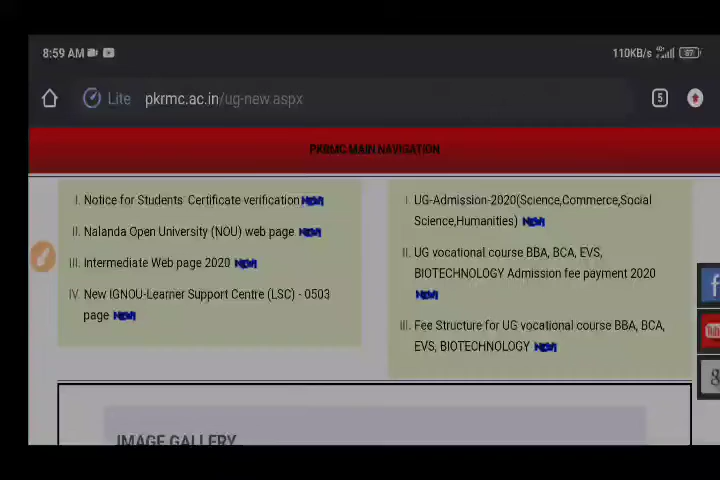 8:59 AM
110KB/s 4G 67
Lite pkrmc.ac.in/ug-new.aspx 5
PKRMC MAIN NAVIGATION
I. Notice for Students Certificate verification NEW!
II. Nalanda Open University (NOU) web page NEW!
III. Intermediate Web page 2020 NEW!
IV. New IGNOU-Learner Support Centre (LSC) - 0503
page NEW!
I. UG-Admission-2020(Science,Commerce,Social
Science,Humanities) NEW!
II. UG vocational course BBA, BCA, EVS,
BIOTECHNOLOGY Admission fee payment 2020
NEW!
III. Fee Structure for UG vocational course BBA, BCA,
EVS, BIOTECHNOLOGY NEW!
f
You
8
IMAGE GALLERY